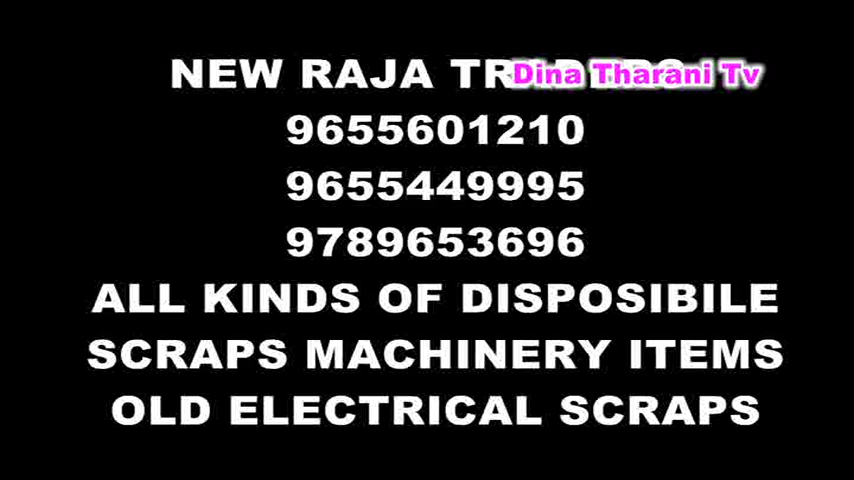 NEW RAJA
Dina Tharani Tv
9655601210
9655449995
9789653696
ALL KINDS OF DISPOSIBILE
SCRAPS MACHINERY ITEMS
OLD ELECTRICAL SCRAPS